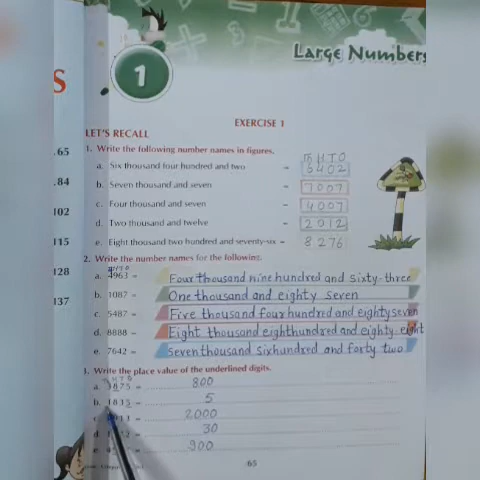 1
Large Numbers
S
EXERCISE 1
LET'S RECALL
.65
1. Write the following number names in figures.
Th H T O
a. Six thousand four hundred and two = 6402
.84
b. Seven thousand and seven = 7007
102
c. Four thousand and seven = 4007
d. Two thousand and twelve = 2012
115
e. Eight thousand two hundred and seventy-six = 8276
2. Write the number names for the following.
128
a. 4963 = Four thousand nine hundred and sixty-three
b. 1087 = One thousand and eighty seven
137
c. 5487 = Five thousand four hundred and eighty seven
d. 8888 = Eight thousand eight hundred and eighty eight
e. 7642 = Seven thousand six hundred and forty two
Write the place value of the underlined digits.
H T O
a. 875 = 800
b. 1835 = 5
2000
30
e. 900
65